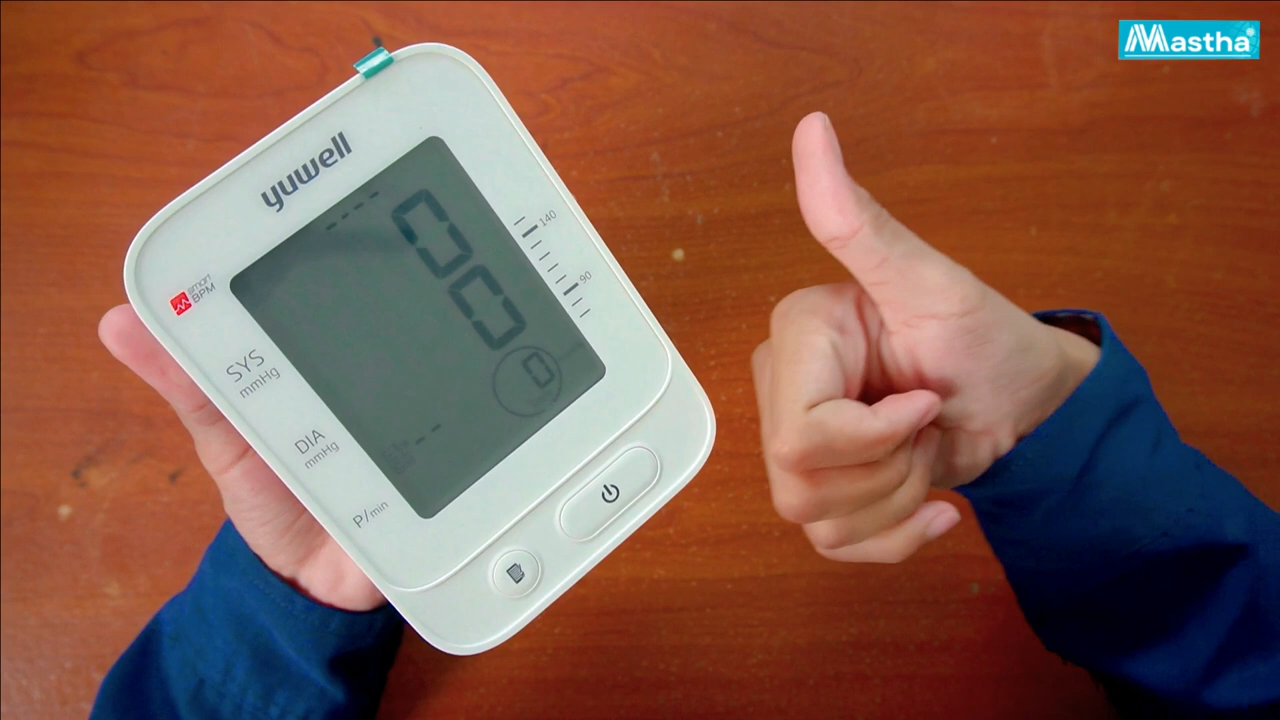 Mastha
yuwell
smart
BPM
SYS
mmHg
DIA
mmHg
P/min
140
90